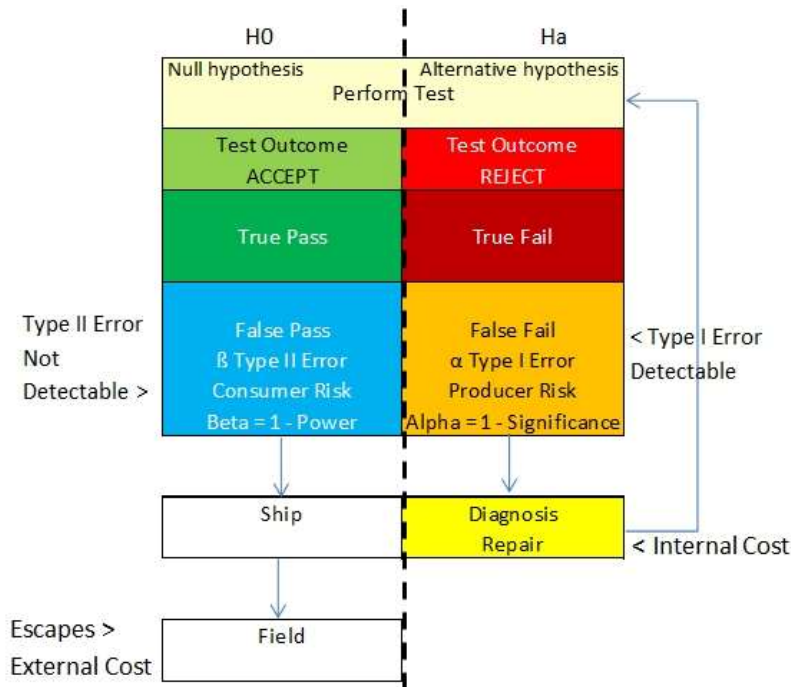 H0
Ha
Null hypothesis
Alternative hypothesis
Perform Test
Test Outcome
ACCEPT
Test Outcome
REJECT
True Pass
True Fail
Type II Error
Not
Detectable >
False Pass
ß Type II Error
Consumer Risk
Beta = 1 - Power
False Fail
α Type I Error
Producer Risk
Alpha = 1 - Significance
< Type I Error
Detectable
Ship
Diagnosis
Repair
< Internal Cost
Escapes >
External Cost
Field